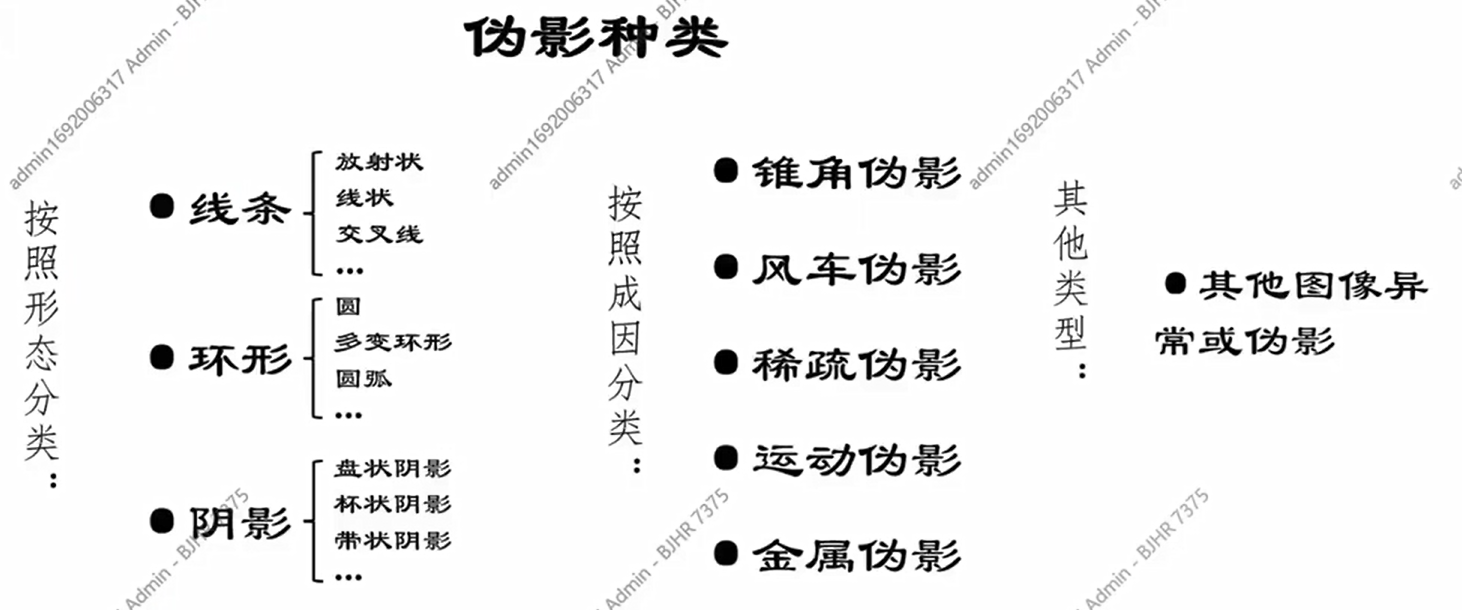 伪影种类
按照形态分类：
●线条
放射状
线状
交叉线
...
●环形
圆
多变环形
圆弧
...
●阴影
盘状阴影
杯状阴影
带状阴影
...
按照成因分类：
●锥角伪影
●风车伪影
●稀疏伪影
●运动伪影
●金属伪影
其他类型：
●其他图像异
常或伪影
admin1692006317 Admin - BJHR
admin1692006317 Admin - BJHR
admin1692006317 Admin - BJHR
Admin - BJHR 7375
Admin - BJHR 7375
Admin - BJHR 7375